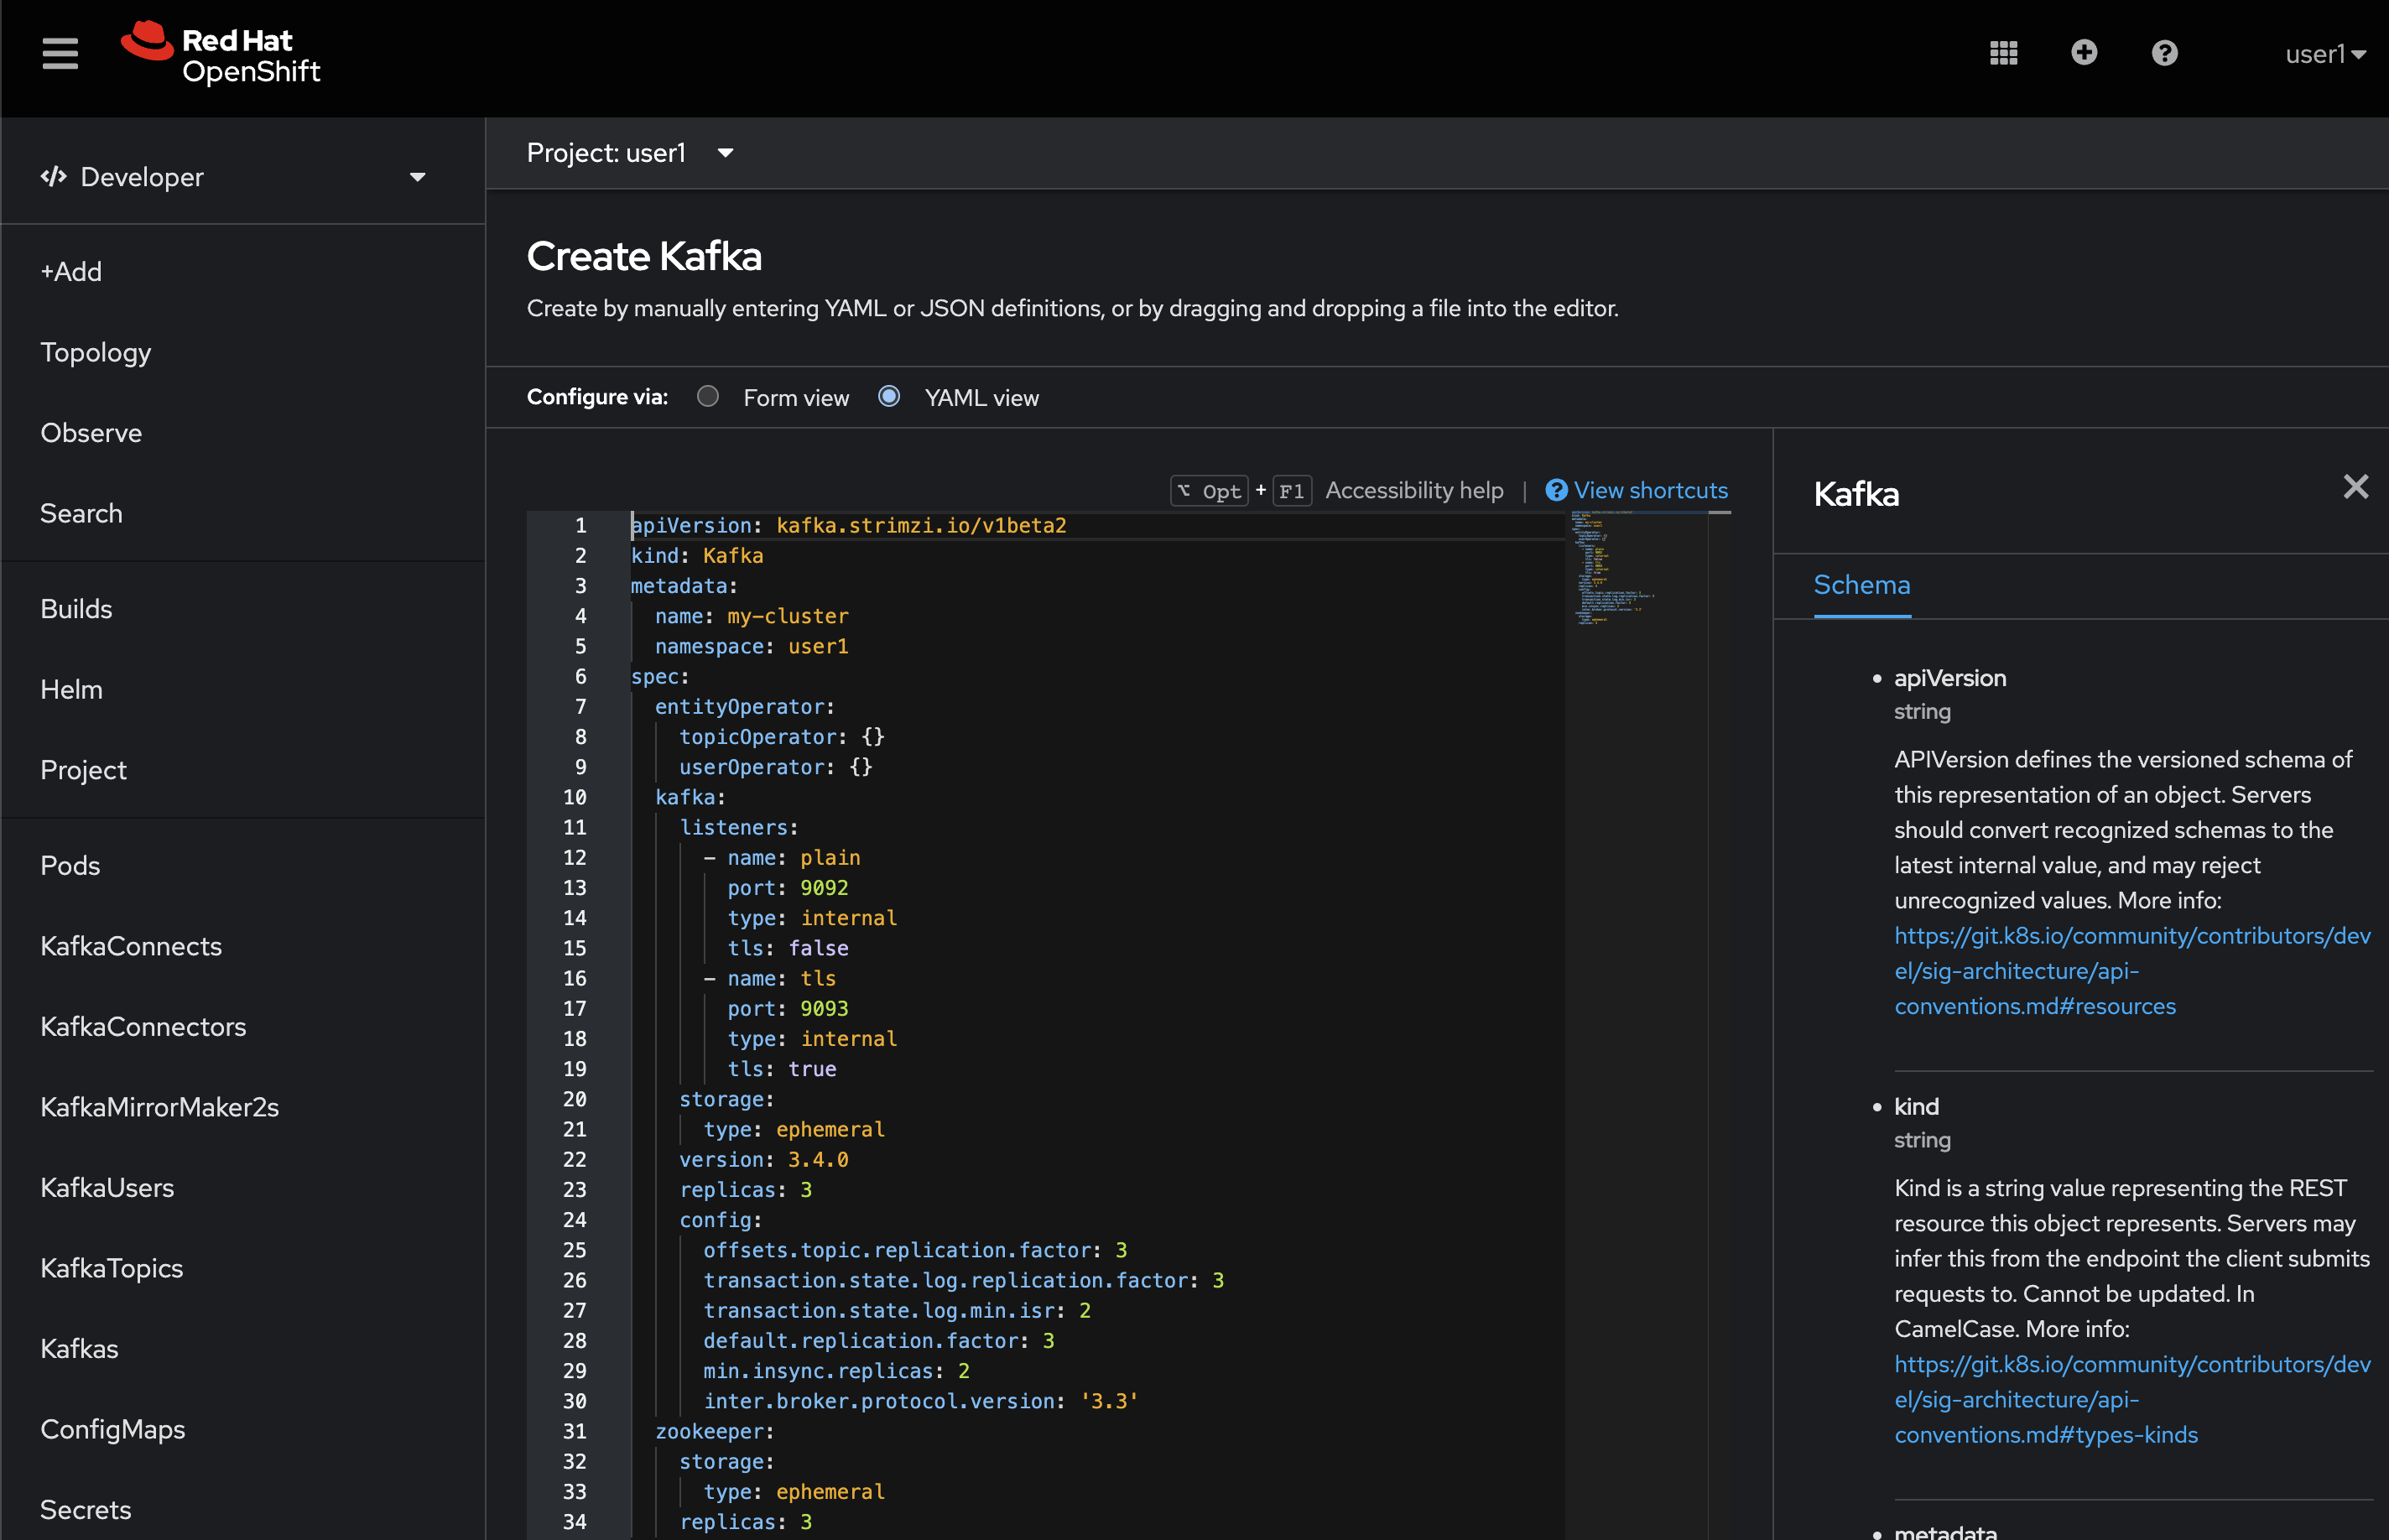 Red Hat
OpenShift
user1
Developer
+Add
Topology
Observe
Search
Builds
Helm
Project
Pods
KafkaConnects
KafkaConnectors
KafkaMirrorMaker2s
KafkaUsers
KafkaTopics
Kafkas
ConfigMaps
Secrets
Project: user1
Create Kafka
Create by manually entering YAML or JSON definitions, or by dragging and dropping a file into the editor.
Configure via: Form view YAML view
⌥ Opt + F1 Accessibility help | View shortcuts
1 apiVersion: kafka.strimzi.io/v1beta2
2 kind: Kafka
3 metadata:
4   name: my-cluster
5   namespace: user1
6 spec:
7   entityOperator:
8     topicOperator: {}
9     userOperator: {}
10   kafka:
11     listeners:
12       - name: plain
13         port: 9092
14         type: internal
15         tls: false
16       - name: tls
17         port: 9093
18         type: internal
19         tls: true
20     storage:
21       type: ephemeral
22     version: 3.4.0
23     replicas: 3
24     config:
25       offsets.topic.replication.factor: 3
26       transaction.state.log.replication.factor: 3
27       transaction.state.log.min.isr: 2
28       default.replication.factor: 3
29       min.insync.replicas: 2
30       inter.broker.protocol.version: '3.3'
31   zookeeper:
32     storage:
33       type: ephemeral
34     replicas: 3
Kafka
Schema
• apiVersion
string
APIVersion defines the versioned schema of
this representation of an object. Servers
should convert recognized schemas to the
latest internal value, and may reject
unrecognized values. More info:
https://git.k8s.io/community/contributors/dev
el/sig-architecture/api-
conventions.md#resources
• kind
string
Kind is a string value representing the REST
resource this object represents. Servers may
infer this from the endpoint the client submits
requests to. Cannot be updated. In
CamelCase. More info:
https://git.k8s.io/community/contributors/dev
el/sig-architecture/api-
conventions.md#types-kinds
• metadata